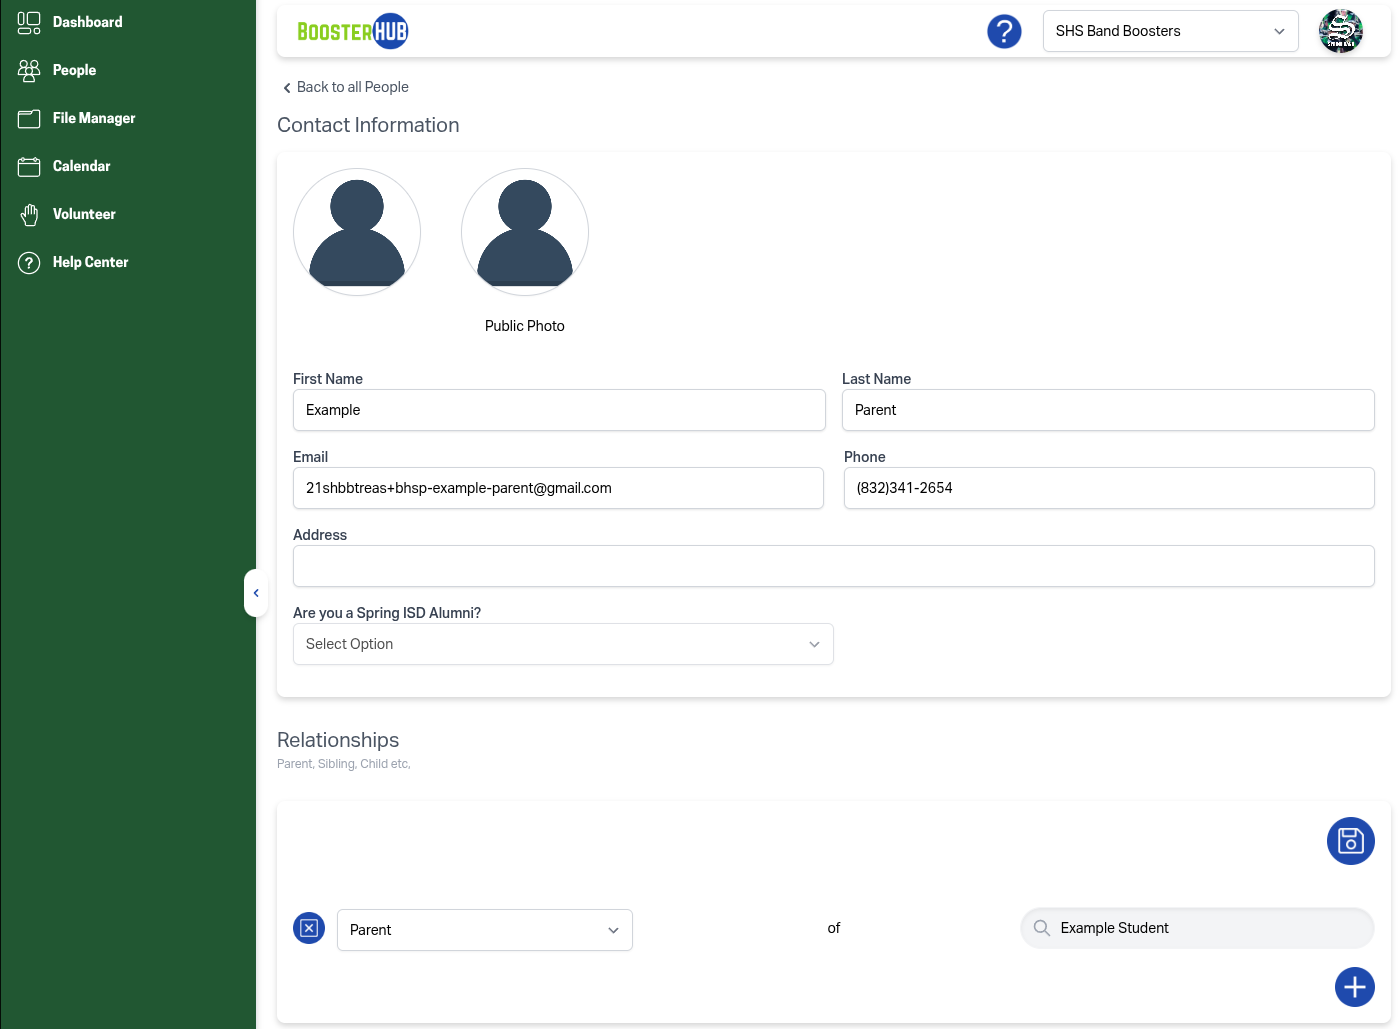 Dashboard
People
File Manager
Calendar
Volunteer
Help Center
BOOSTERHUB
?
SHS Band Boosters
Back to all People
Contact Information
Public Photo
First Name
Last Name
Example
Parent
Email
Phone
21shbbtreas+bhsp-example-parent@gmail.com
(832)341-2654
Address
Are you a Spring ISD Alumni?
Select Option
Relationships
Parent, Sibling, Child etc,
Parent
of
Example Student